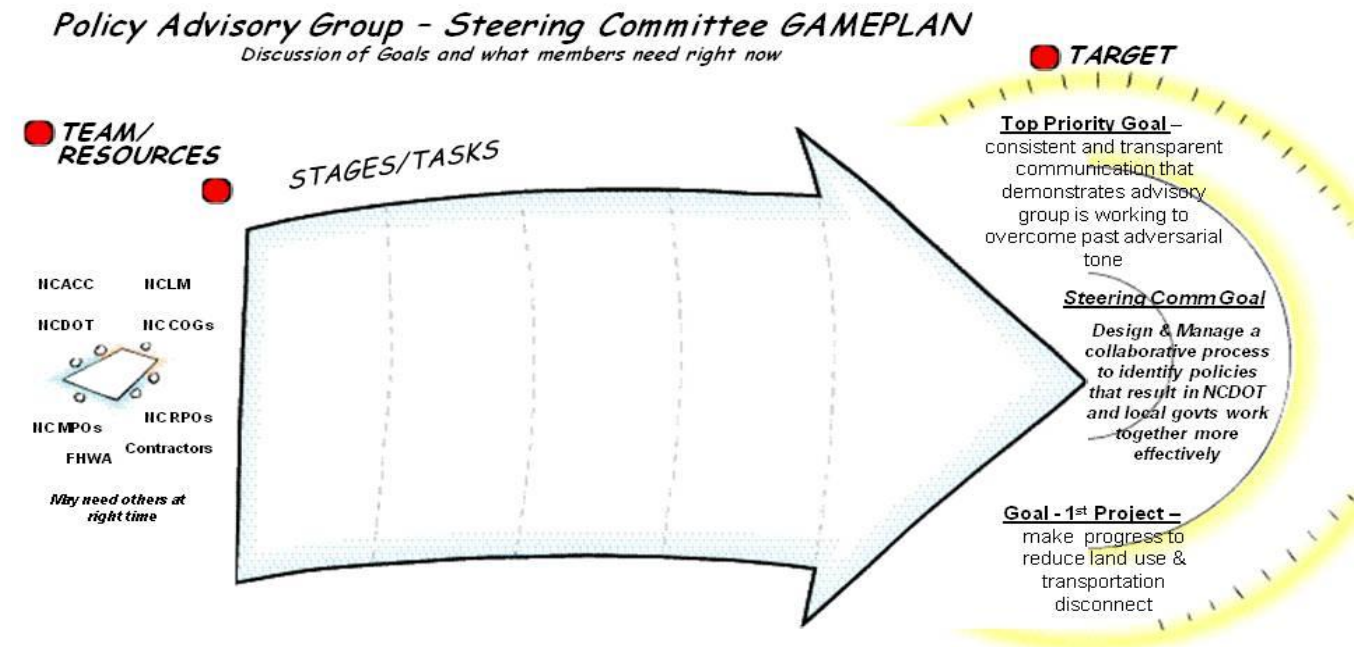 Policy Advisory Group – Steering Committee GAMEPLAN
Discussion of Goals and what members need right now
TEAM/
RESOURCES
STAGES/TASKS
NCACC NCLM
NCDOT NC COGs
NC MPOs NC RPOs
FHWA Contractors
May need others at
right time
TARGET
Top Priority Goal –
consistent and transparent
communication that
demonstrates advisory
group is working to
overcome past adversarial
tone
Steering Comm Goal
Design & Manage a
collaborative process
to identify policies
that result in NCDOT
and local govts work
together more
effectively
Goal - 1st Project –
make progress to
reduce land use &
transportation
disconnect